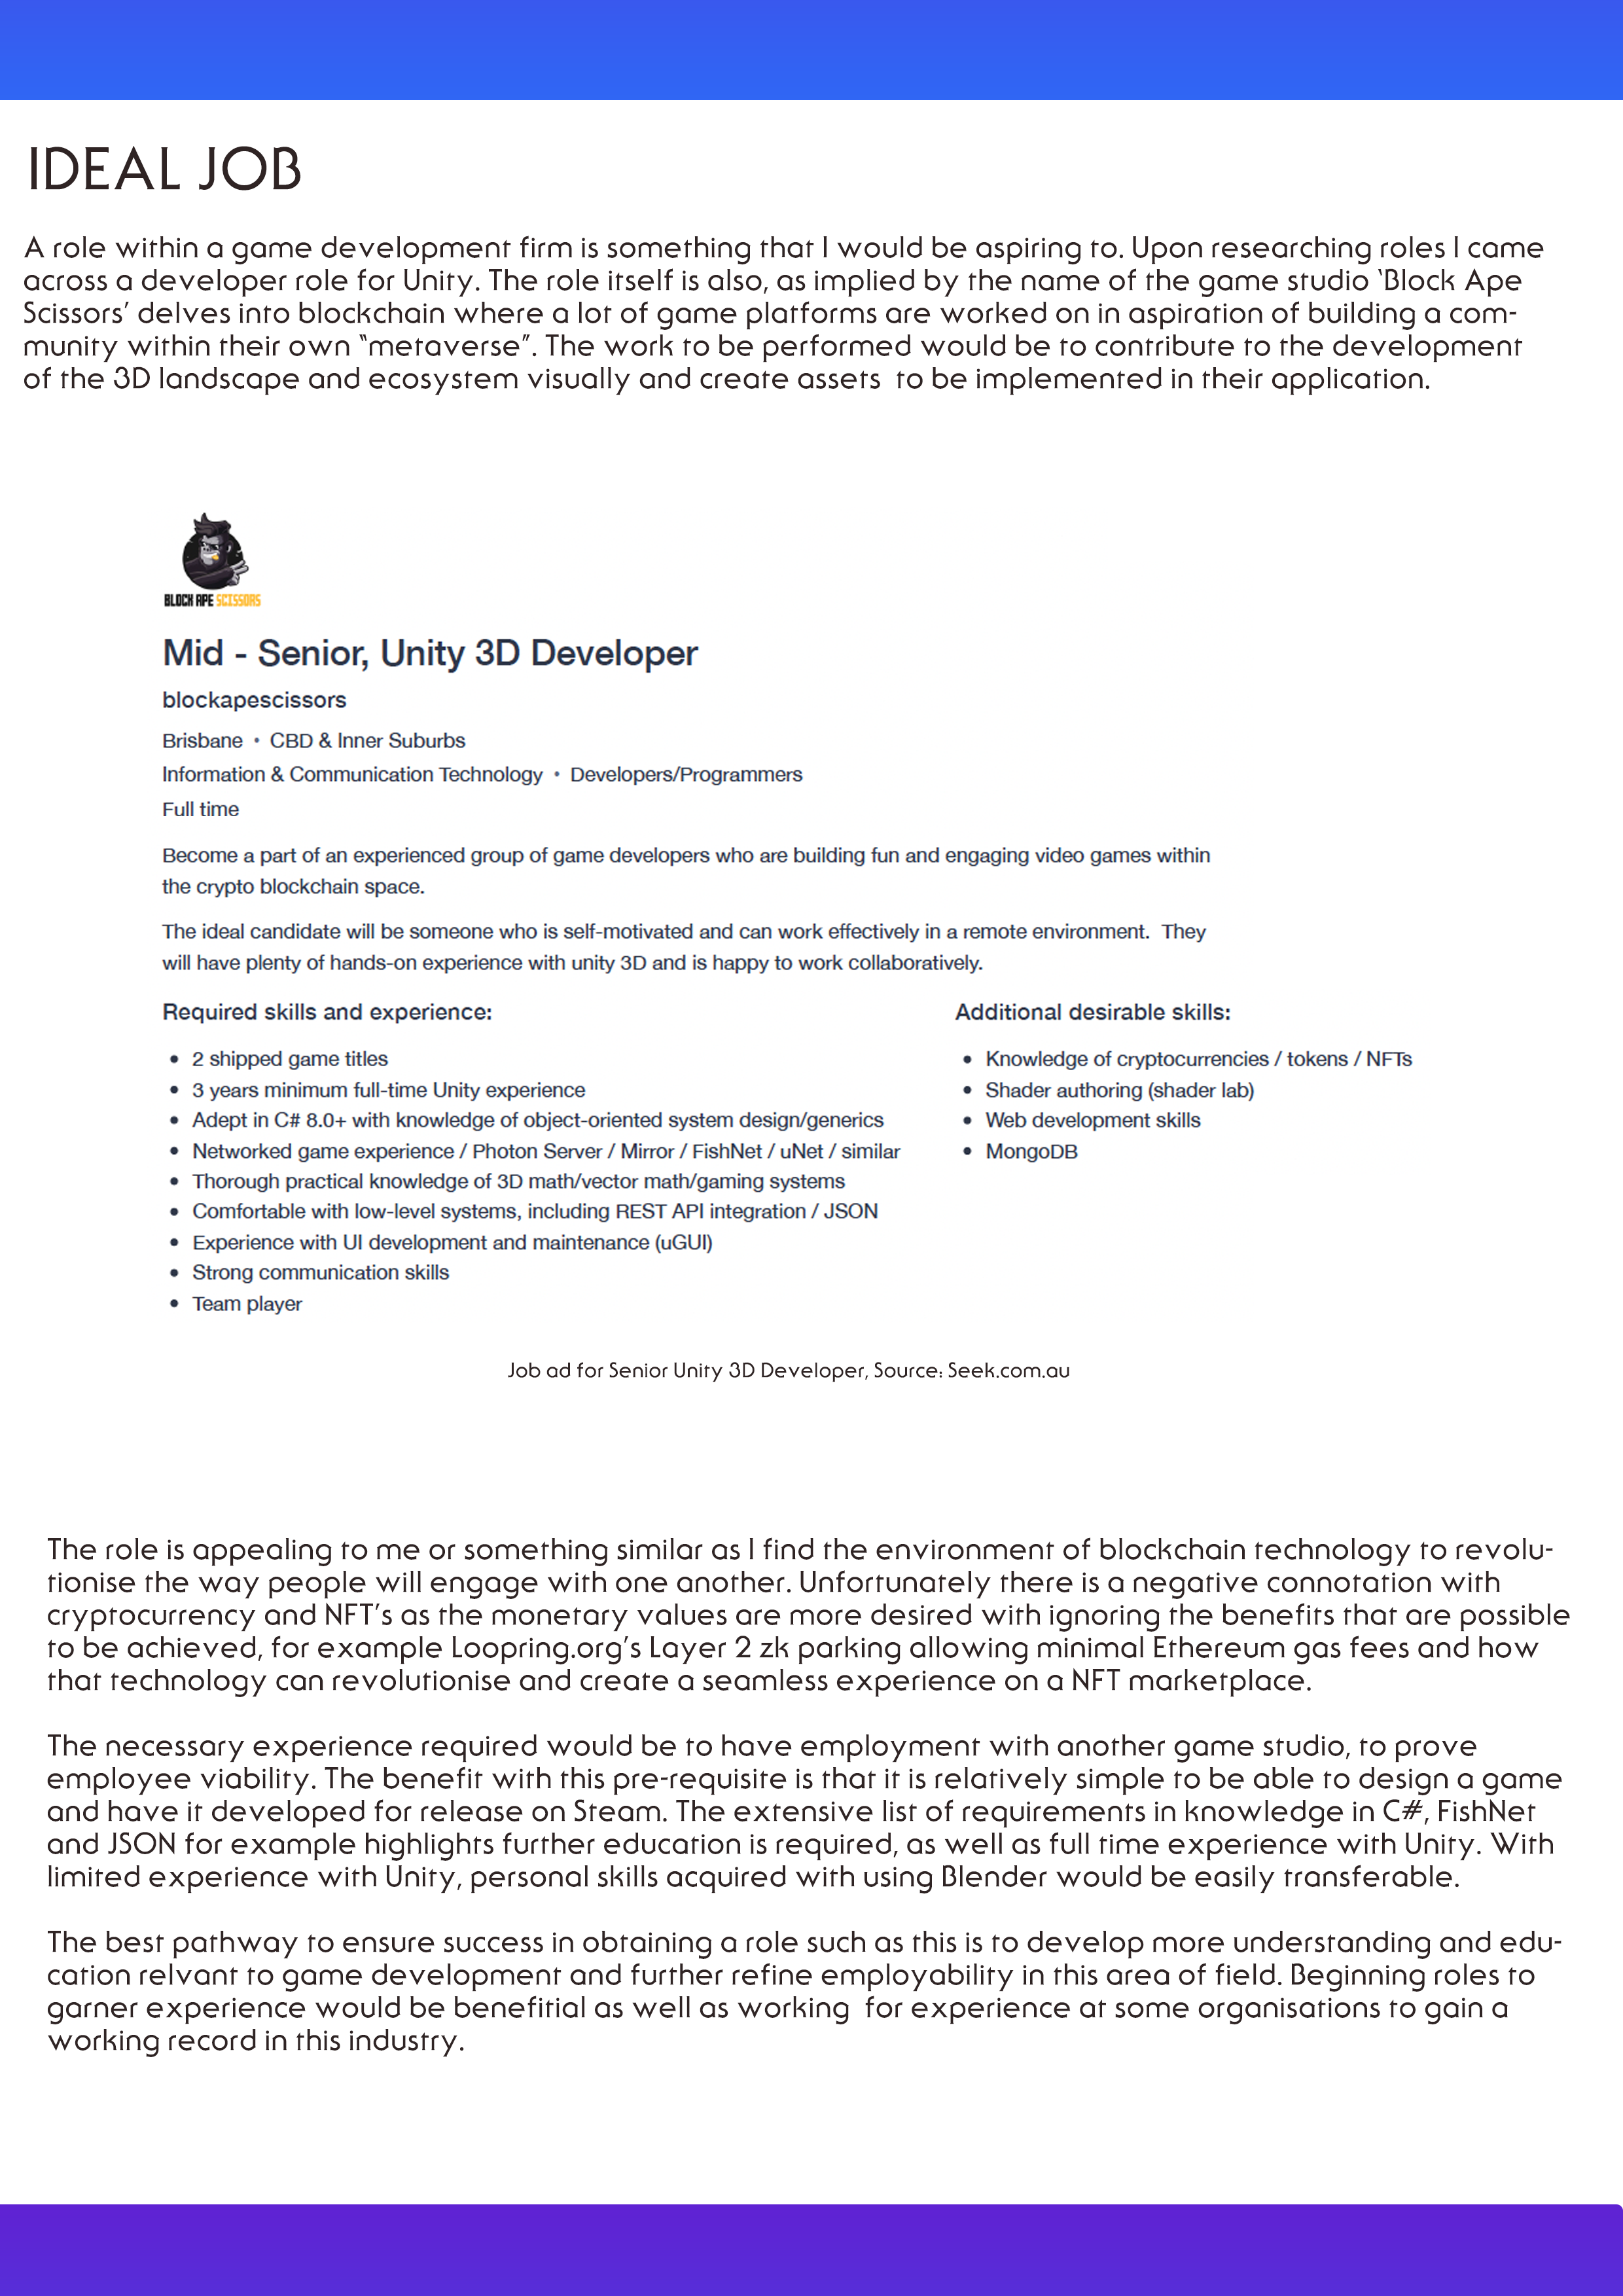 IDEAL JOB
A role within a game development firm is something that I would be aspiring to. Upon researching roles I came
across a developer role for Unity. The role itself is also, as implied by the name of the game studio 'Block Ape
Scissors' delves into blockchain where a lot of game platforms are worked on in aspiration of building a com-
munity within their own "metaverse". The work to be performed would be to contribute to the development
of the 3D landscape and ecosystem visually and create assets  to be implemented in their application.
BLOCK APE SCISSORS
Mid - Senior, Unity 3D Developer
blockapescissors
Brisbane • CBD & Inner Suburbs
Information & Communication Technology • Developers/Programmers
Full time
Become a part of an experienced group of game developers who are building fun and engaging video games within
the crypto blockchain space.
The ideal candidate will be someone who is self-motivated and can work effectively in a remote environment.  They
will have plenty of hands-on experience with unity 3D and is happy to work collaboratively.
Required skills and experience:
• 2 shipped game titles
• 3 years minimum full-time Unity experience
• Adept in C# 8.0+ with knowledge of object-oriented system design/generics
• Networked game experience / Photon Server / Mirror / FishNet / uNet / similar
• Thorough practical knowledge of 3D math/vector math/gaming systems
• Comfortable with low-level systems, including REST API integration / JSON
• Experience with UI development and maintenance (uGUI)
• Strong communication skills
• Team player
Additional desirable skills:
• Knowledge of cryptocurrencies / tokens / NFTs
• Shader authoring (shader lab)
• Web development skills
• MongoDB
Job ad for Senior Unity 3D Developer, Source: Seek.com.au
The role is appealing to me or something similar as I find the environment of blockchain technology to revolu-
tionise the way people will engage with one another. Unfortunately there is a negative connotation with
cryptocurrency and NFT's as the monetary values are more desired with ignoring the benefits that are possible
to be achieved, for example Loopring.org's Layer 2 zk parking allowing minimal Ethereum gas fees and how
that technology can revolutionise and create a seamless experience on a NFT marketplace.
The necessary experience required would be to have employment with another game studio, to prove
employee viability. The benefit with this pre-requisite is that it is relatively simple to be able to design a game
and have it developed for release on Steam. The extensive list of requirements in knowledge in C#, FishNet
and JSON for example highlights further education is required, as well as full time experience with Unity. With
limited experience with Unity, personal skills acquired with using Blender would be easily transferable.
The best pathway to ensure success in obtaining a role such as this is to develop more understanding and edu-
cation relvant to game development and further refine employability in this area of field. Beginning roles to
garner experience would be benefitial as well as working  for experience at some organisations to gain a
working record in this industry.